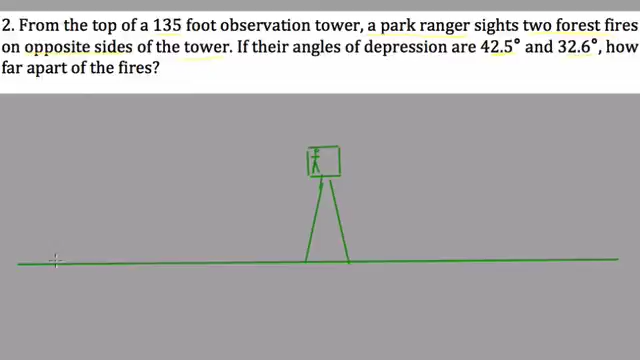 2. From the top of a 135 foot observation tower, a park ranger sights two forest fires
on opposite sides of the tower. If their angles of depression are 42.5° and 32.6°, how
far apart of the fires?